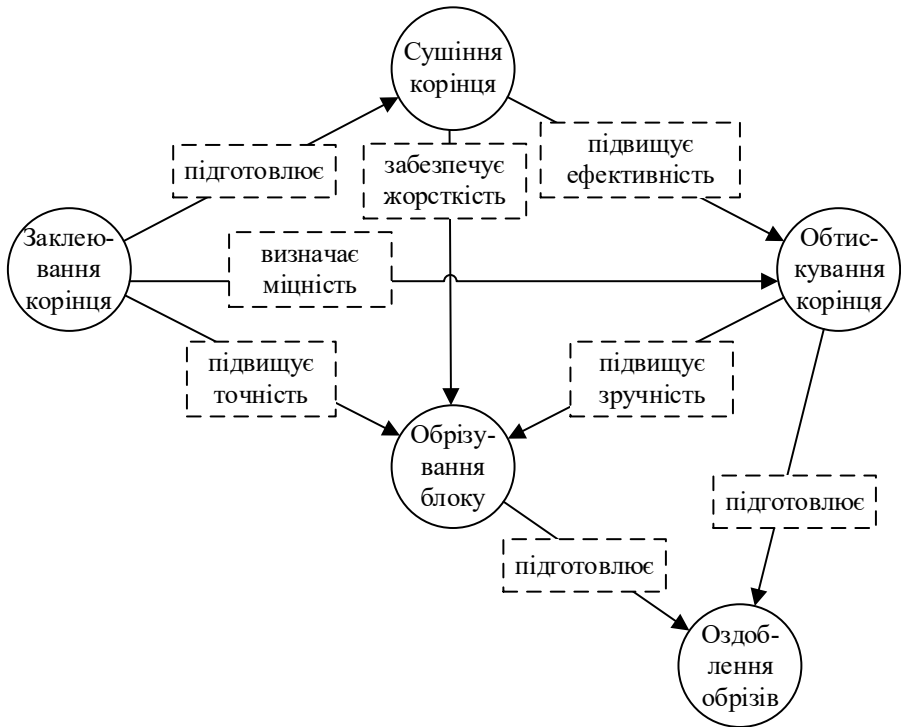 Сушіння
корінця
підготовлює
забезпечує
жорсткість
підвищує
ефективність
Заклею-
вання
корінця
визначає
міцність
Обтис-
кування
корінця
підвищує
точність
підвищує
зручність
Обрізу-
вання
блоку
підготовлює
підготовлює
Оздоб-
лення
обрізів